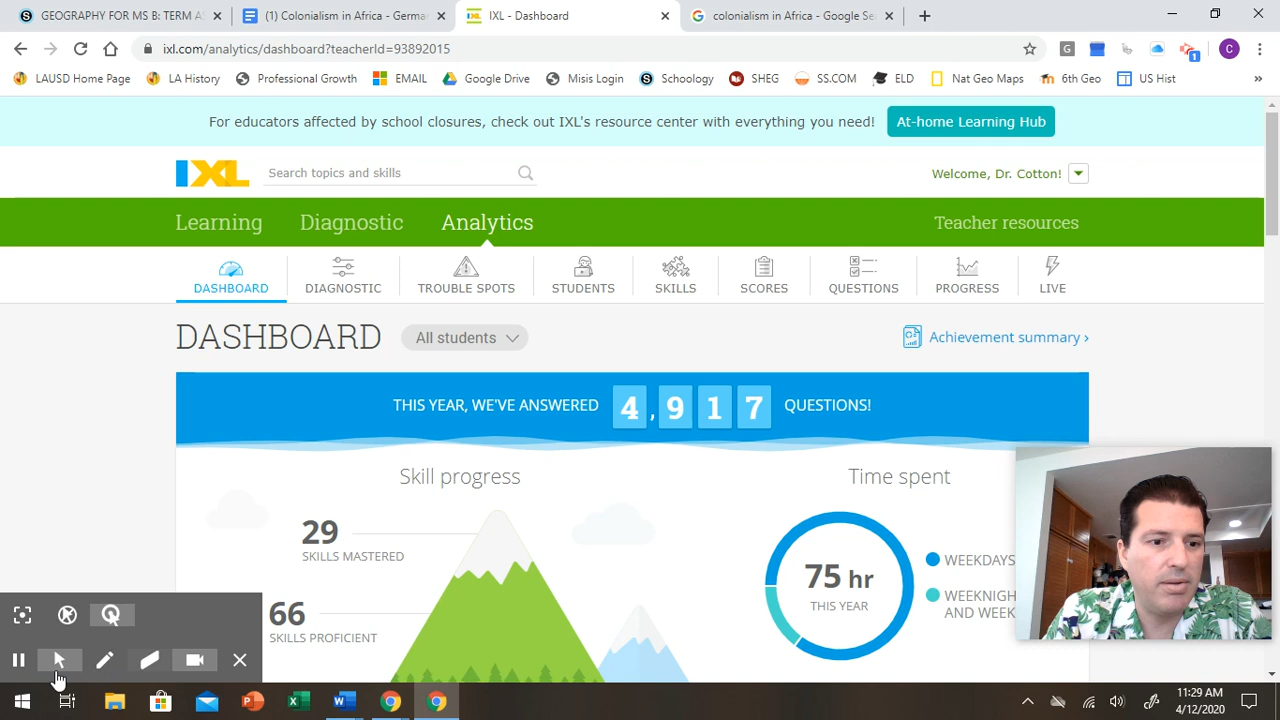 GEOGRAPHY FOR MS B: TERM A
(1) Colonialism in Africa - Germa
IXL - Dashboard
colonialism in Africa - Google Se
ixl.com/analytics/dashboard?teacherId=93892015
LAUSD Home Page
LA History
Professional Growth
EMAIL
Google Drive
Misis Login
Schoology
SHEG
SS.COM
ELD
Nat Geo Maps
6th Geo
US Hist
For educators affected by school closures, check out IXL's resource center with everything you need!
At-home Learning Hub
IXL
Search topics and skills
Welcome, Dr. Cotton!
Learning
Diagnostic
Analytics
Teacher resources
DASHBOARD
DIAGNOSTIC
TROUBLE SPOTS
STUDENTS
SKILLS
SCORES
QUESTIONS
PROGRESS
LIVE
DASHBOARD
All students
Achievement summary ›
THIS YEAR, WE'VE ANSWERED 4,917 QUESTIONS!
Skill progress
29
SKILLS MASTERED
66
SKILLS PROFICIENT
Time spent
75 hr
THIS YEAR
WEEKDAYS
WEEKNIGH
AND WEEK
11:29 AM
4/12/2020